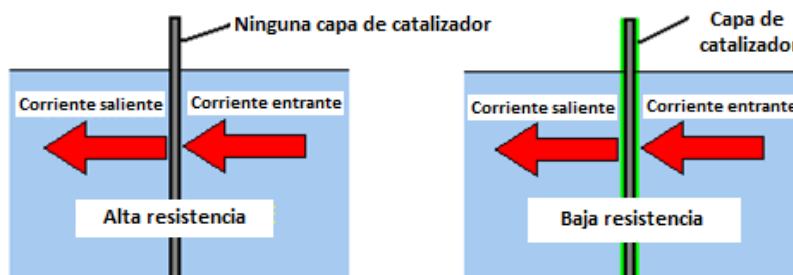 Ninguna capa de catalizador
Corriente saliente
Corriente entrante
Alta resistencia
Capa de
catalizador
Corriente saliente
Corriente entrante
Baja resistencia